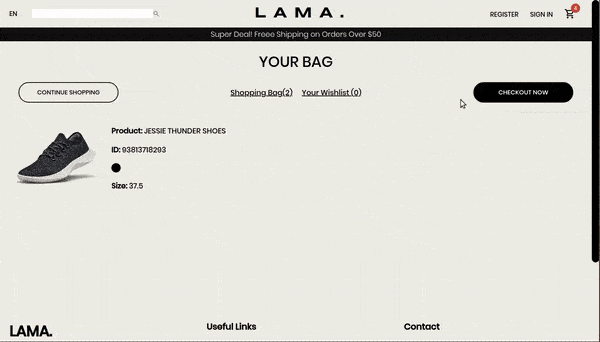 EN
LAMA.
REGISTER
SIGN IN
4
Super Deal! Freee Shipping on Orders Over $50
YOUR BAG
CONTINUE SHOPPING
Shopping Bag(2)
Your Wishlist (0)
CHECKOUT NOW
Product: JESSIE THUNDER SHOES
ID: 93813718293
Size: 37.5
LAMA.
Useful Links
Contact